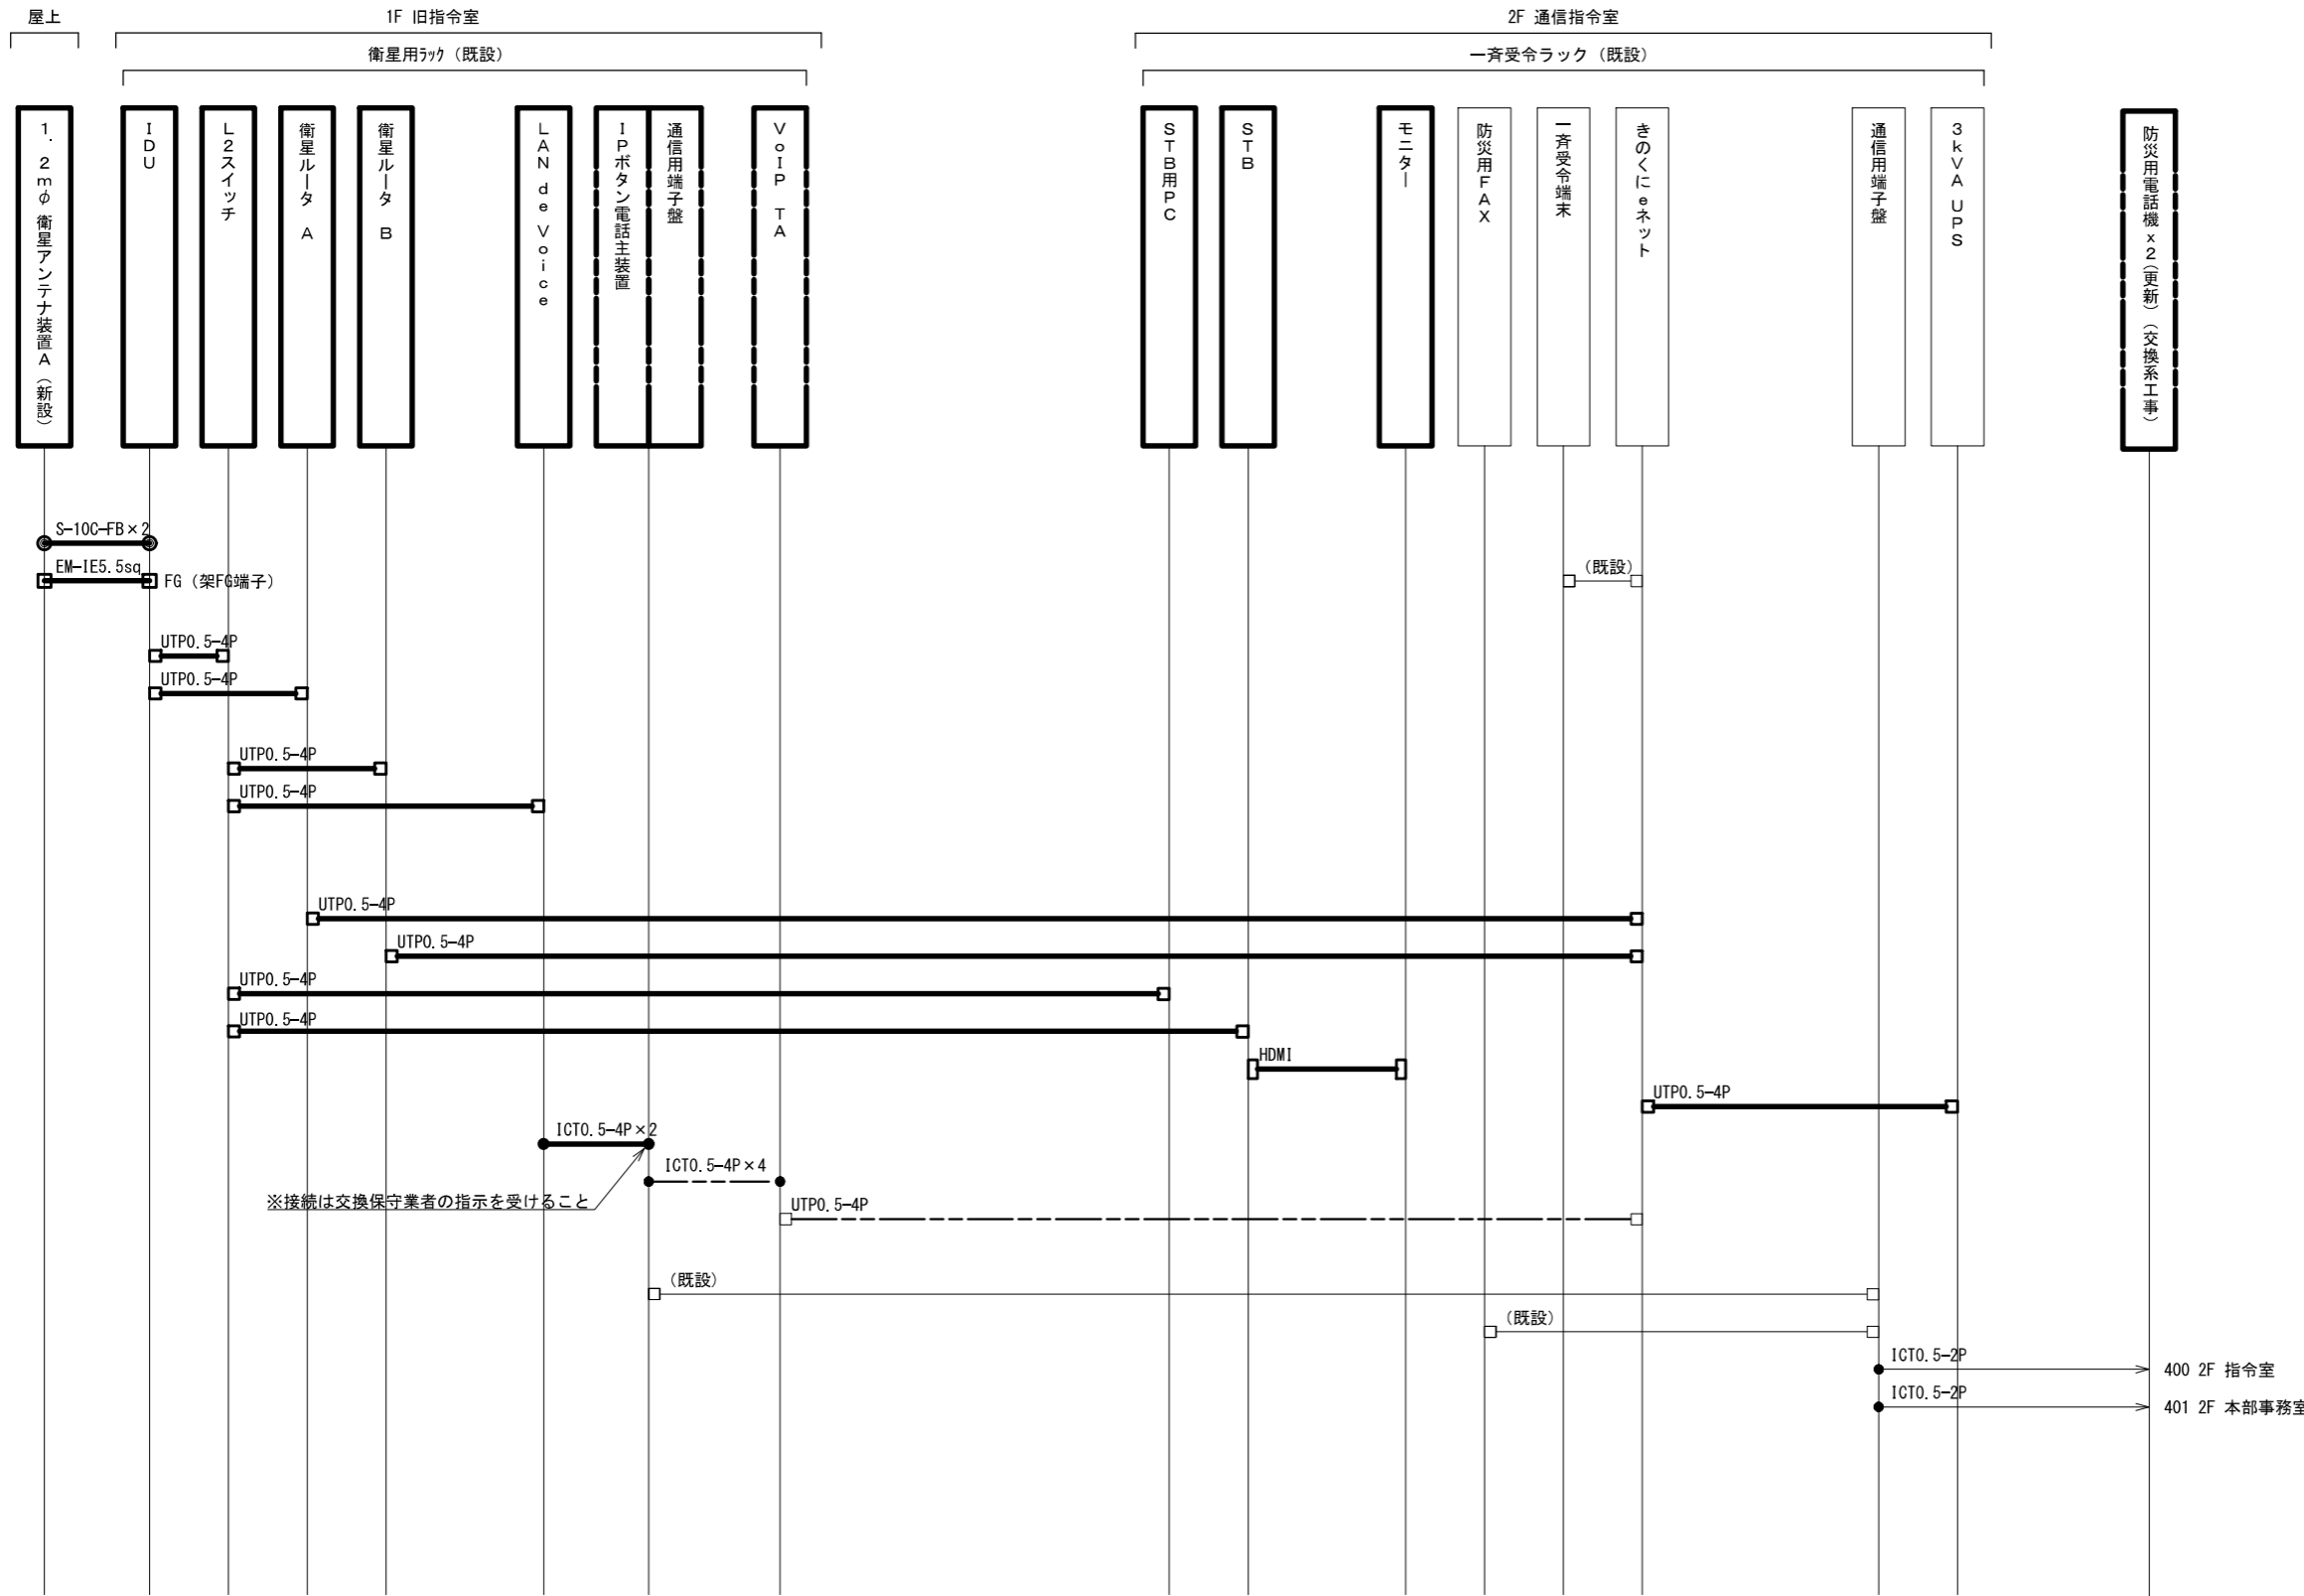 屋上
1F 旧指令室
2F 通信指令室
衛星用ﾗｯｸ（既設）
一斉受令ラック（既設）
１．２ｍφ 衛星アンテナ装置Ａ（新設）
ＩＤＵ
Ｌ２スイッチ
衛星ルータ　Ａ
衛星ルータ　Ｂ
ＬＡＮ ｄｅ Ｖｏｉｃｅ
ＩＰボタン電話主装置
通信用端子盤
ＶｏＩＰ　ＴＡ
ＳＴＢ用ＰＣ
ＳＴＢ
モニター
防災用ＦＡＸ
一斉受令端末
きのくにｅネット
通信用端子盤
３ｋＶＡ ＵＰＳ
防災用電話機ｘ２(更新)（交換系工事）
S-10C-FB×2
EM-IE5.5sq
FG（架FG端子）
（既設）
UTP0.5-4P
UTP0.5-4P
UTP0.5-4P
UTP0.5-4P
UTP0.5-4P
UTP0.5-4P
UTP0.5-4P
UTP0.5-4P
HDMI
UTP0.5-4P
ICT0.5-4P×2
ICT0.5-4P×4
※接続は交換保守業者の指示を受けること
UTP0.5-4P
（既設）
（既設）
ICT0.5-2P
400 2F 指令室
ICT0.5-2P
401 2F 本部事務室